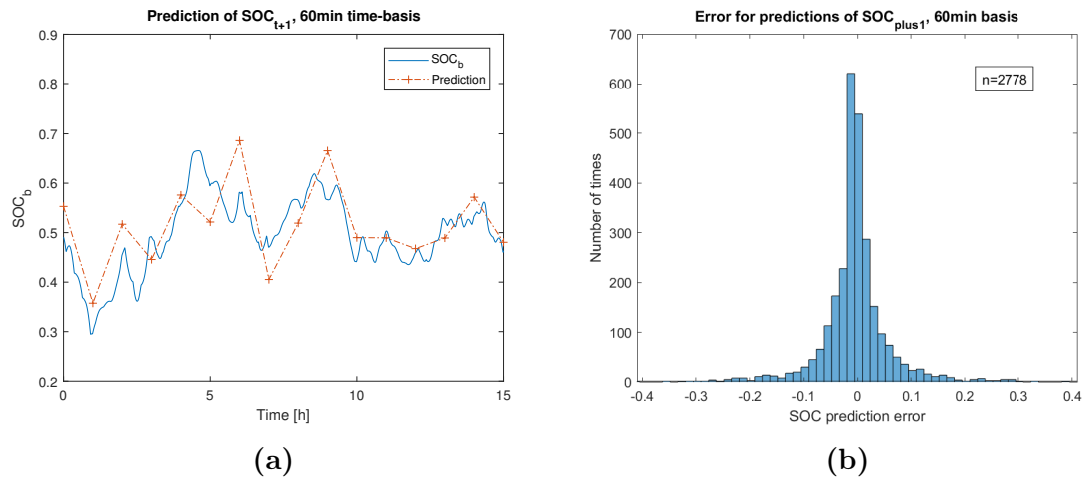 Prediction of SOC_{t+1}, 60min time-basis
0.9
0.8
0.7
0.6
0.5
0.4
0.3
0.2
SOC_b
0
5
10
15
Time [h]
SOC_b
Prediction
(a)
Error for predictions of SOC_{plus1}, 60min basis
700
600
500
400
300
200
100
0
Number of times
-0.4
-0.3
-0.2
-0.1
0
0.1
0.2
0.3
0.4
SOC prediction error
n=2778
(b)